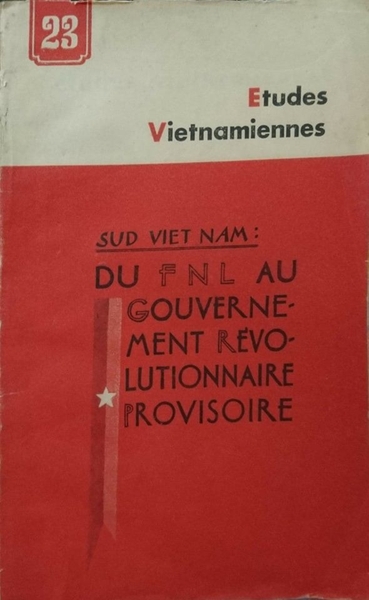 23
Etudes
Vietnamiennes
SUD VIET NAM:
DU FNL AU
GOUVERNE-
MENT RÉVO-
LUTIONNAIRE
PROVISOIRE